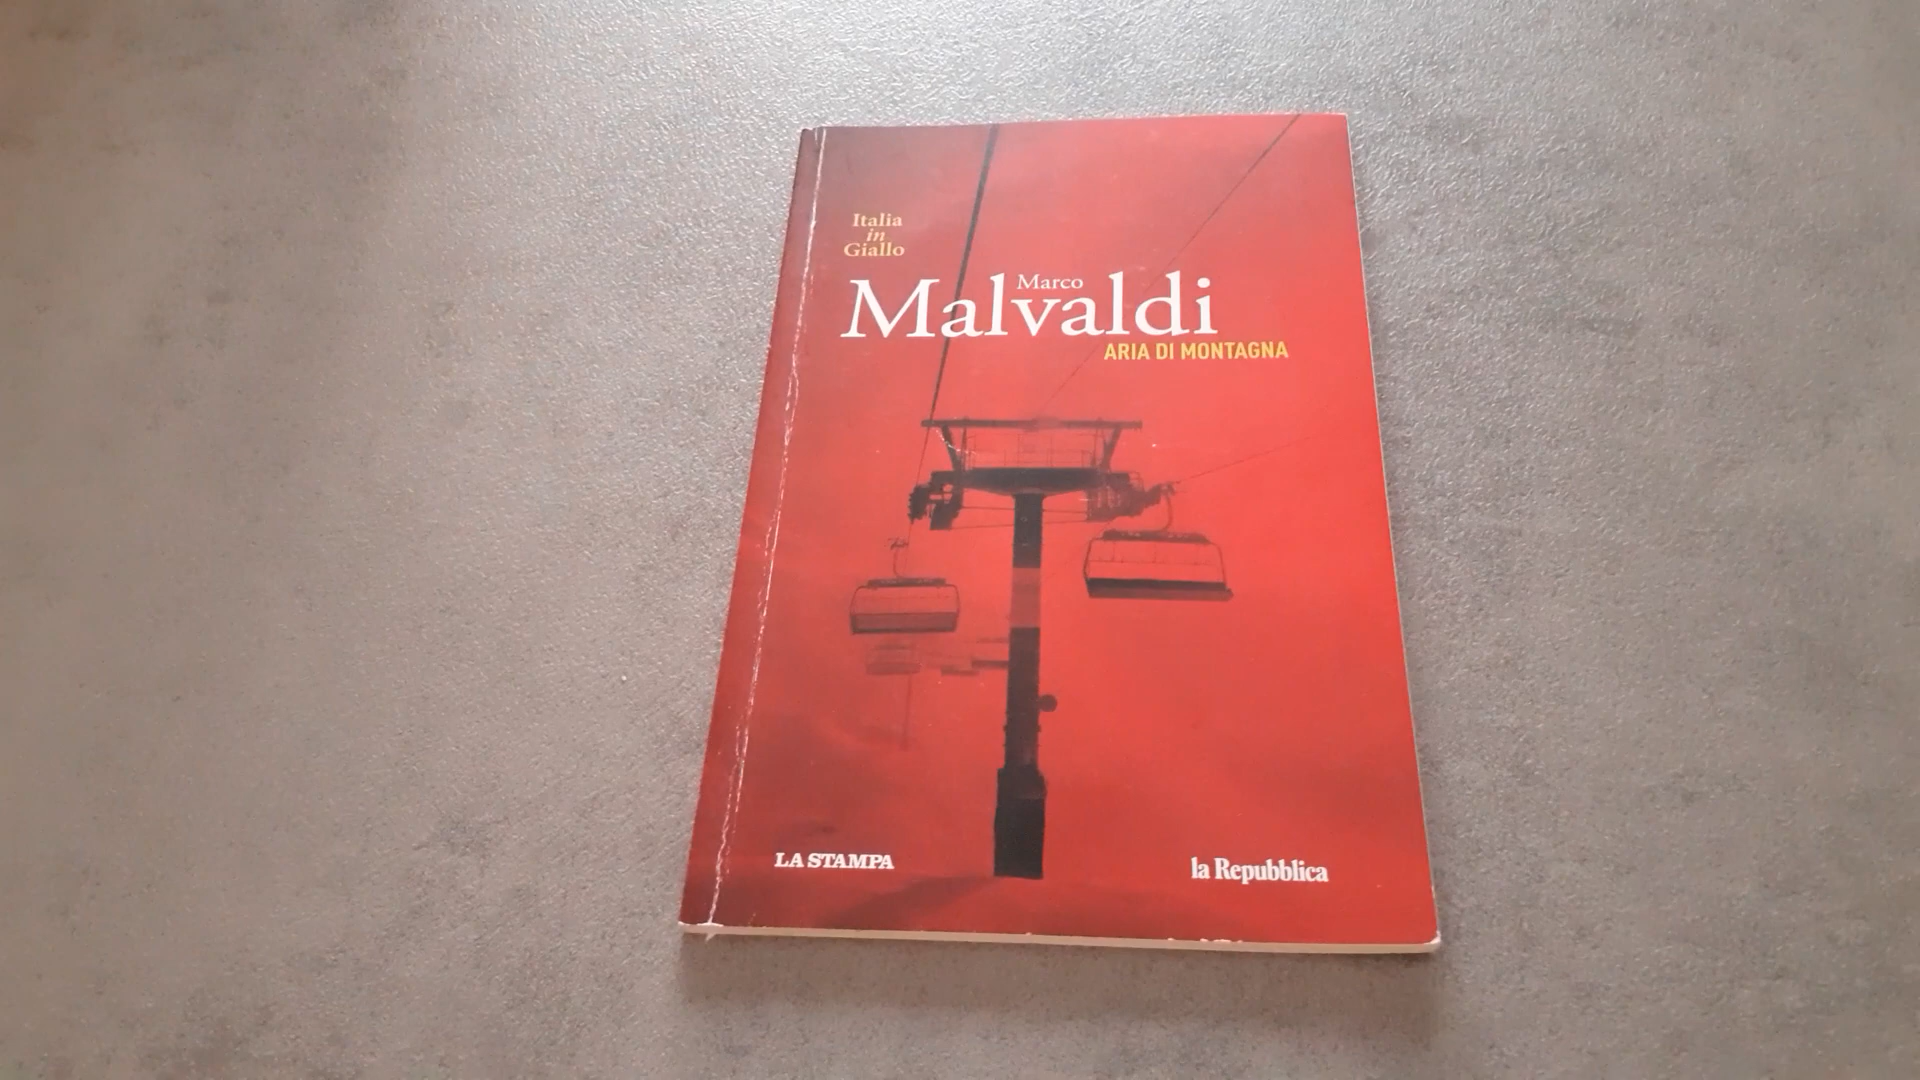 Italia
in
Giallo
Marco
Malvaldi
ARIA DI MONTAGNA
LA STAMPA
la Repubblica